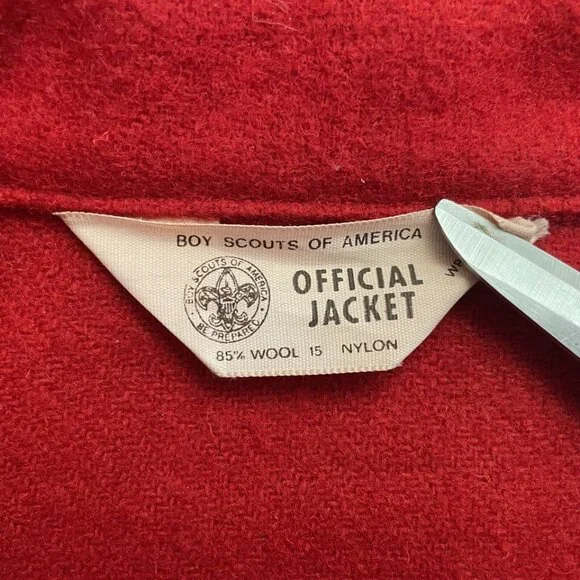 BOY SCOUTS OF AMERICA
BOY SCOUTS OF AMERICA
BE PREPARED
OFFICIAL
JACKET
85% WOOL 15 NYLON